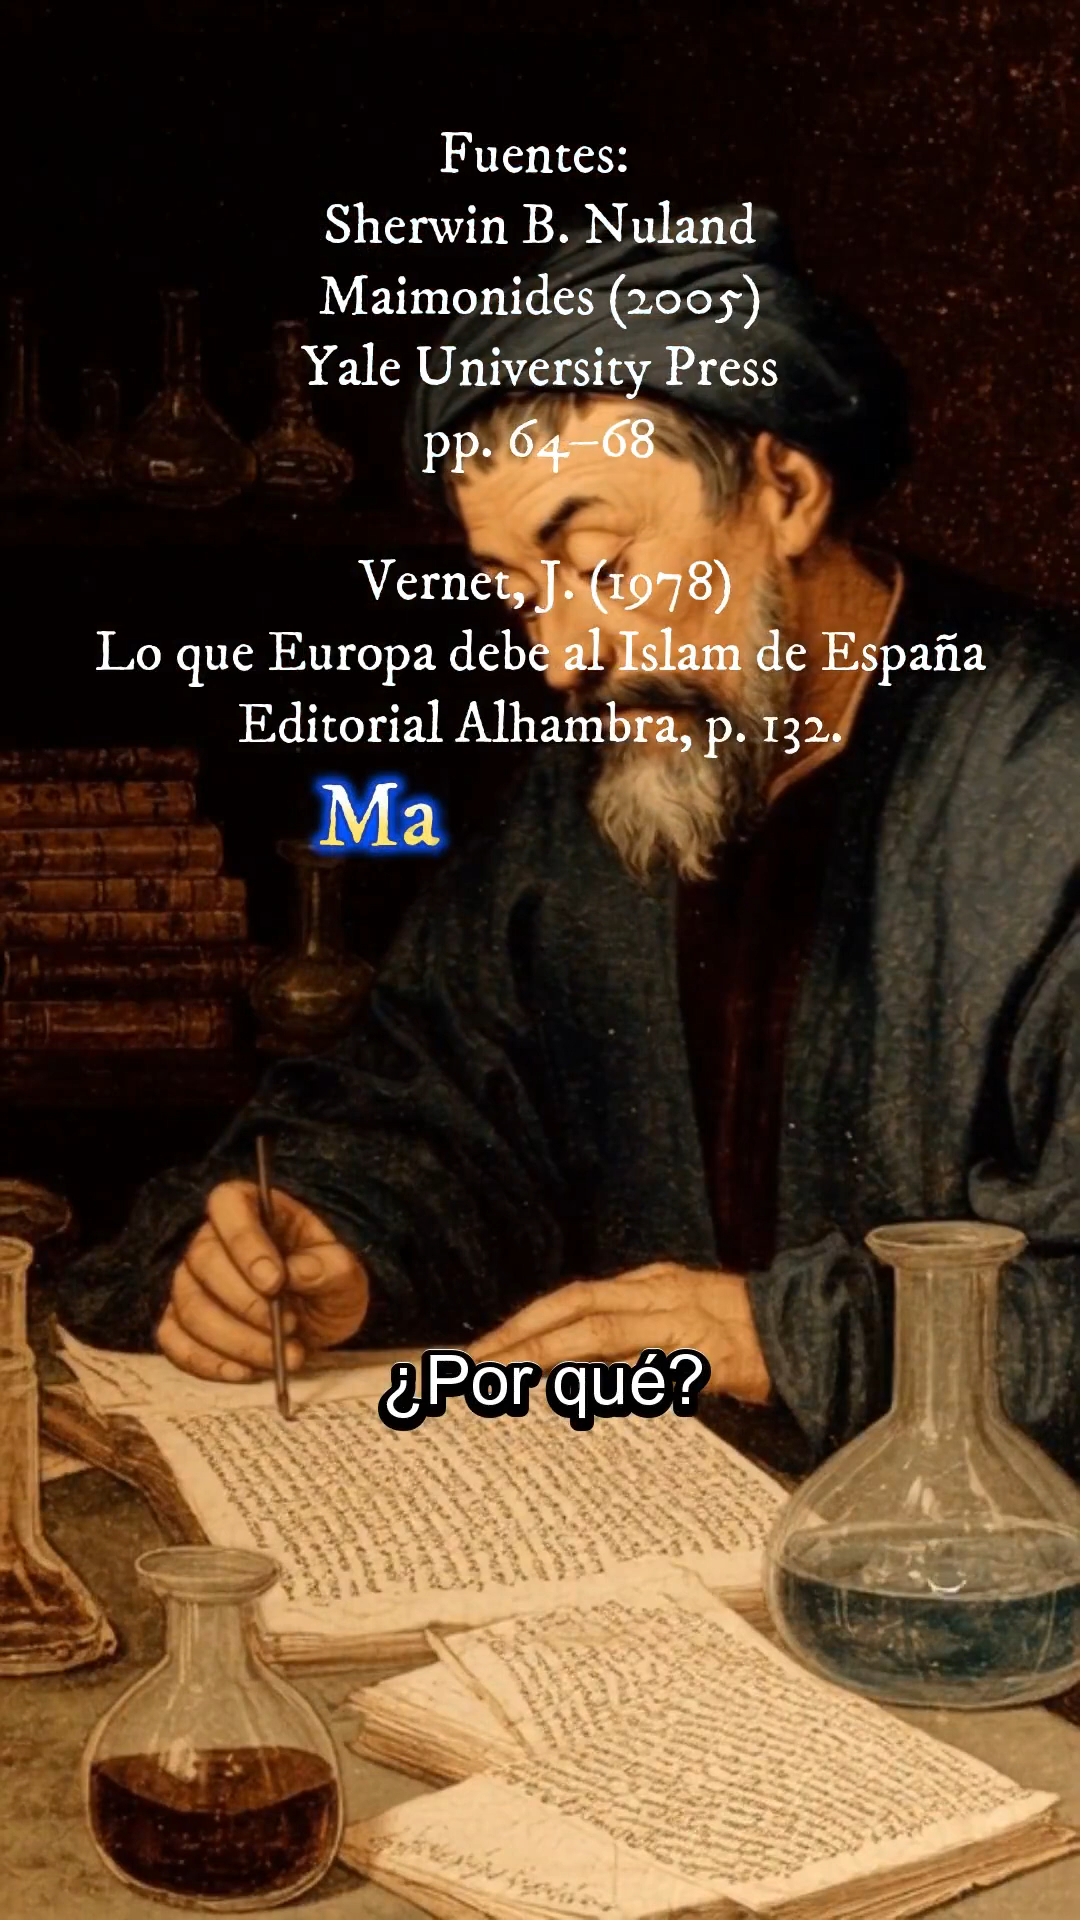 Fuentes:
Sherwin B. Nuland
Maimonides (2005)
Yale University Press
pp. 64–68
Vernet, J. (1978)
Lo que Europa debe al Islam de España
Editorial Alhambra, p. 132.
Ma
¿Por qué?